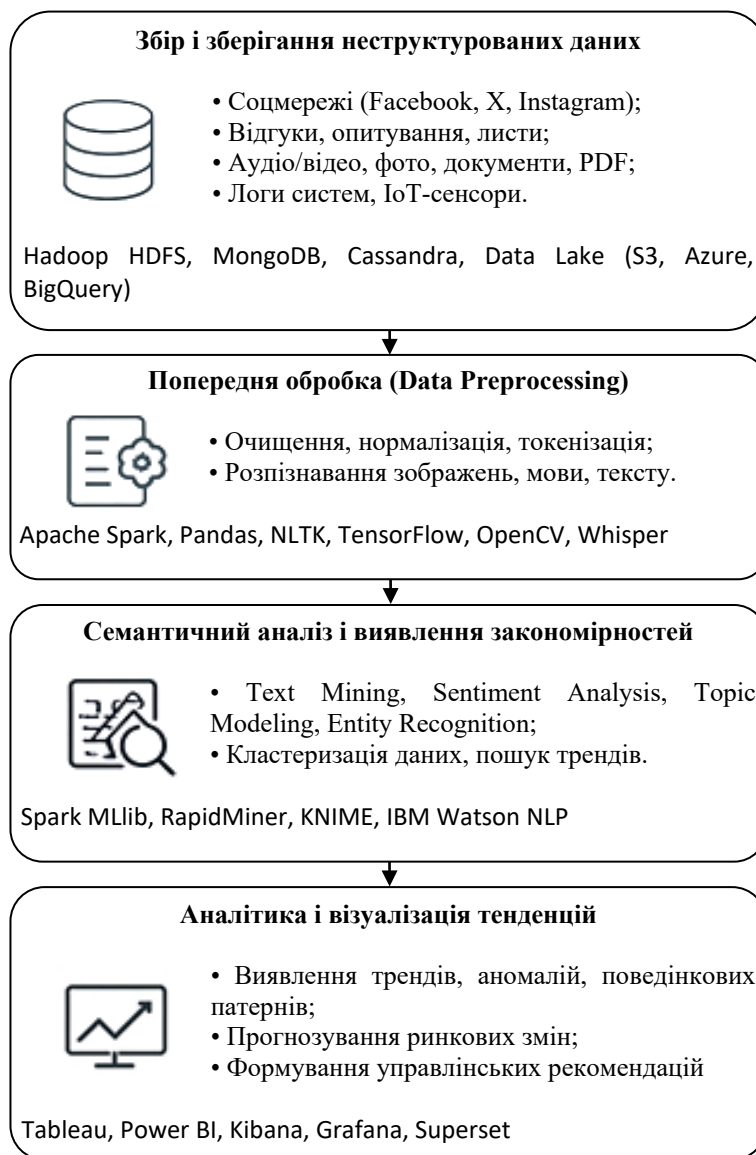 Збір і зберігання неструктурованих даних
• Соцмережі (Facebook, X, Instagram);
• Відгуки, опитування, листи;
• Аудіо/відео, фото, документи, PDF;
• Логи систем, IoT-сенсори.
Hadoop HDFS, MongoDB, Cassandra, Data Lake (S3, Azure,
BigQuery)
Попередня обробка (Data Preprocessing)
• Очищення, нормалізація, токенізація;
• Розпізнавання зображень, мови, тексту.
Apache Spark, Pandas, NLTK, TensorFlow, OpenCV, Whisper
Семантичний аналіз і виявлення закономірностей
• Text Mining, Sentiment Analysis, Topic
Modeling, Entity Recognition;
• Кластеризація даних, пошук трендів.
Spark MLlib, RapidMiner, KNIME, IBM Watson NLP
Аналітика і візуалізація тенденцій
• Виявлення трендів, аномалій, поведінкових
патернів;
• Прогнозування ринкових змін;
• Формування управлінських рекомендацій
Tableau, Power BI, Kibana, Grafana, Superset